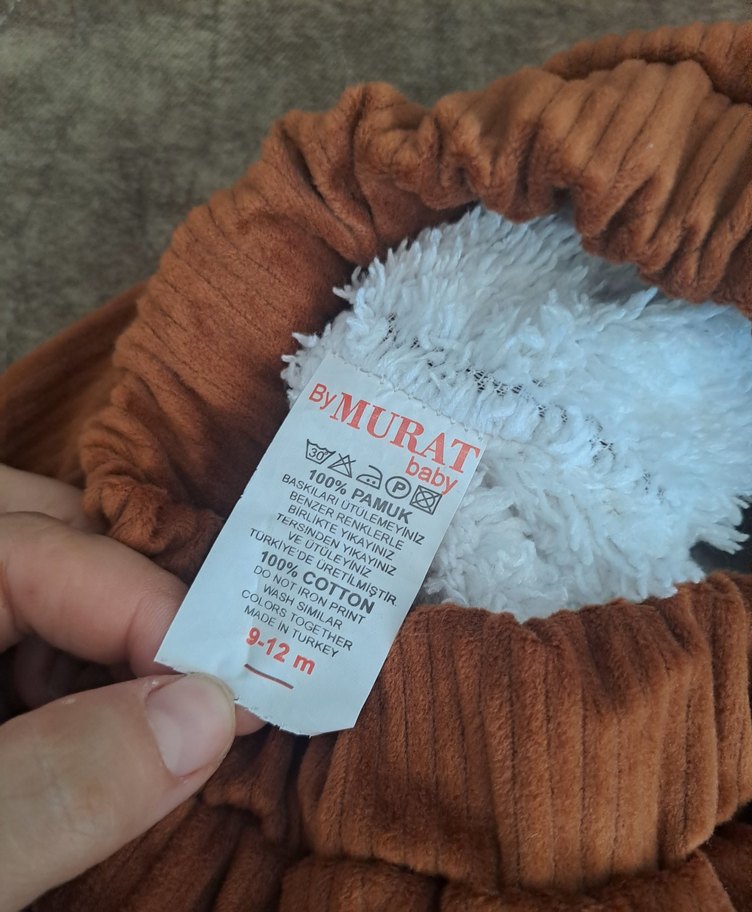 By MURAT
baby
30° P
100% PAMUK
BASKILARI ÜTÜLEMEYİNİZ
BENZER RENKLERLE
BİRLİKTE YIKAYINIZ
TERSİNDEN YIKAYINIZ
VE ÜTÜLEYİNİZ
TÜRKİYE'DE ÜRETİLMİŞTİR.
100% COTTON
DO NOT IRON PRINT
WASH SIMILAR
COLORS TOGETHER
MADE IN TURKEY
9-12 m